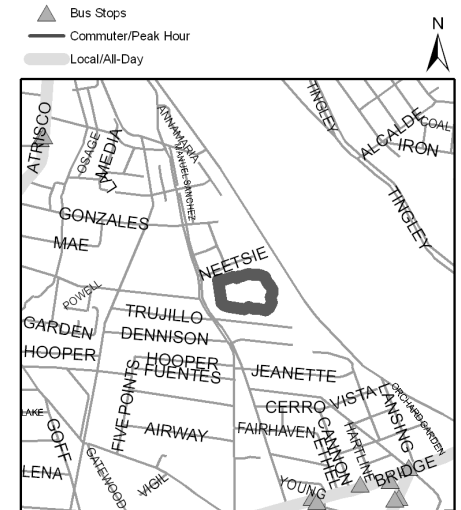 Bus Stops
Commuter/Peak Hour
Local/All-Day
N
ATRISCO
OSAGE
MEDIA
ANNAMARIA
MANUEL SANCHEZ
TINGLEY
ALCALDE
COAL
IRON
TINGLEY
GONZALES
MAE
NEETSIE
POWELL
TRUJILLO
GARDEN
DENNISON
HOOPER
HOOPER
FUENTES
JEANETTE
FIVE POINTS
CERRO VISTA
LANSING
ORCHARD GARDEN
LAKE
GOFF
AIRWAY
FAIRHAVEN
ETHEL
CANNON
HARTLINE
LENA
GATEWOOD
VIGIL
YOUNG
BRIDGE